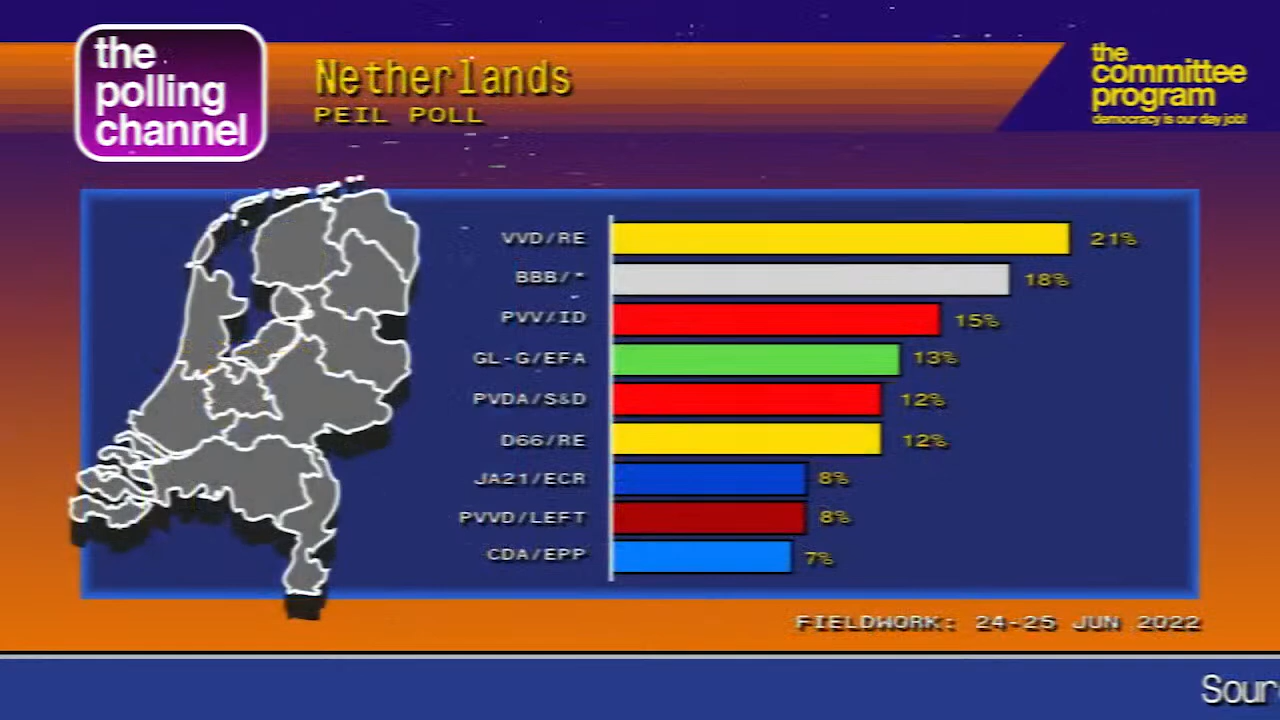 the
polling
channel
Netherlands
PEIL POLL
the
committee
program
democracy is our day job!
VVD/RE 21%
BBB/* 18%
PVV/ID 15%
GL-G/EFA 13%
PVDA/S&D 12%
D66/RE 12%
JA21/ECR 8%
PVVD/LEFT 8%
CDA/EPP 7%
FIELDWORK: 24-25 JUN 2022